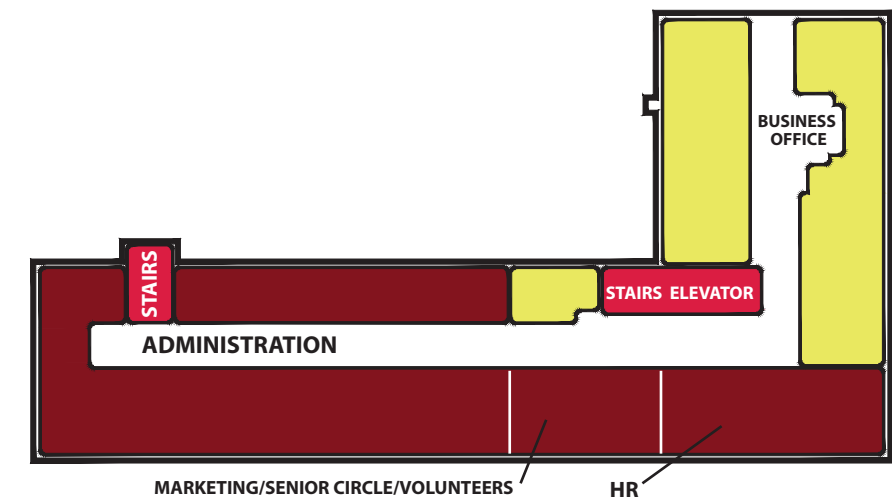 BUSINESS
OFFICE
STAIRS
STAIRS ELEVATOR
ADMINISTRATION
MARKETING/SENIOR CIRCLE/VOLUNTEERS
HR